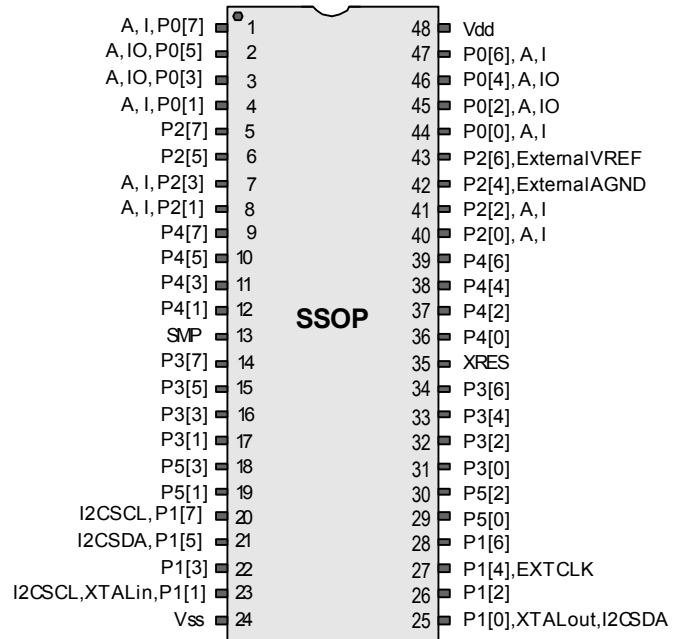 A, I, P0[7] 1 48 Vdd
A, IO, P0[5] 2 47 P0[6], A, I
A, IO, P0[3] 3 46 P0[4], A, IO
A, I, P0[1] 4 45 P0[2], A, IO
P2[7] 5 44 P0[0], A, I
P2[5] 6 43 P2[6], External VREF
A, I, P2[3] 7 42 P2[4], External AGND
A, I, P2[1] 8 41 P2[2], A, I
P4[7] 9 40 P2[0], A, I
P4[5] 10 39 P4[6]
P4[3] 11 38 P4[4]
P4[1] 12 37 P4[2]
SSOP
SMP 13 36 P4[0]
P3[7] 14 35 XRES
P3[5] 15 34 P3[6]
P3[3] 16 33 P3[4]
P3[1] 17 32 P3[2]
P5[3] 18 31 P3[0]
P5[1] 19 30 P5[2]
I2CSCL, P1[7] 20 29 P5[0]
I2CSDA, P1[5] 21 28 P1[6]
P1[3] 22 27 P1[4], EXTCLK
I2CSCL, XTALin, P1[1] 23 26 P1[2]
Vss 24 25 P1[0], XTALout, I2CSDA